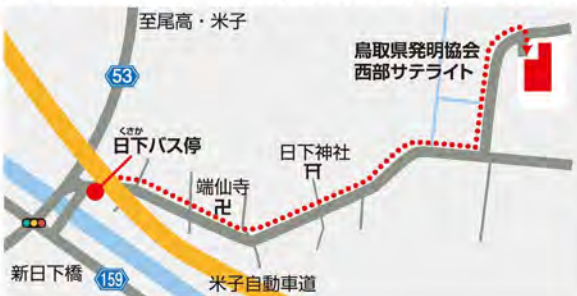 至尾高・米子
53
鳥取県発明協会
西部サテライト
くさか
日下バス停
日下神社
端仙寺
新日下橋
159
米子自動車道